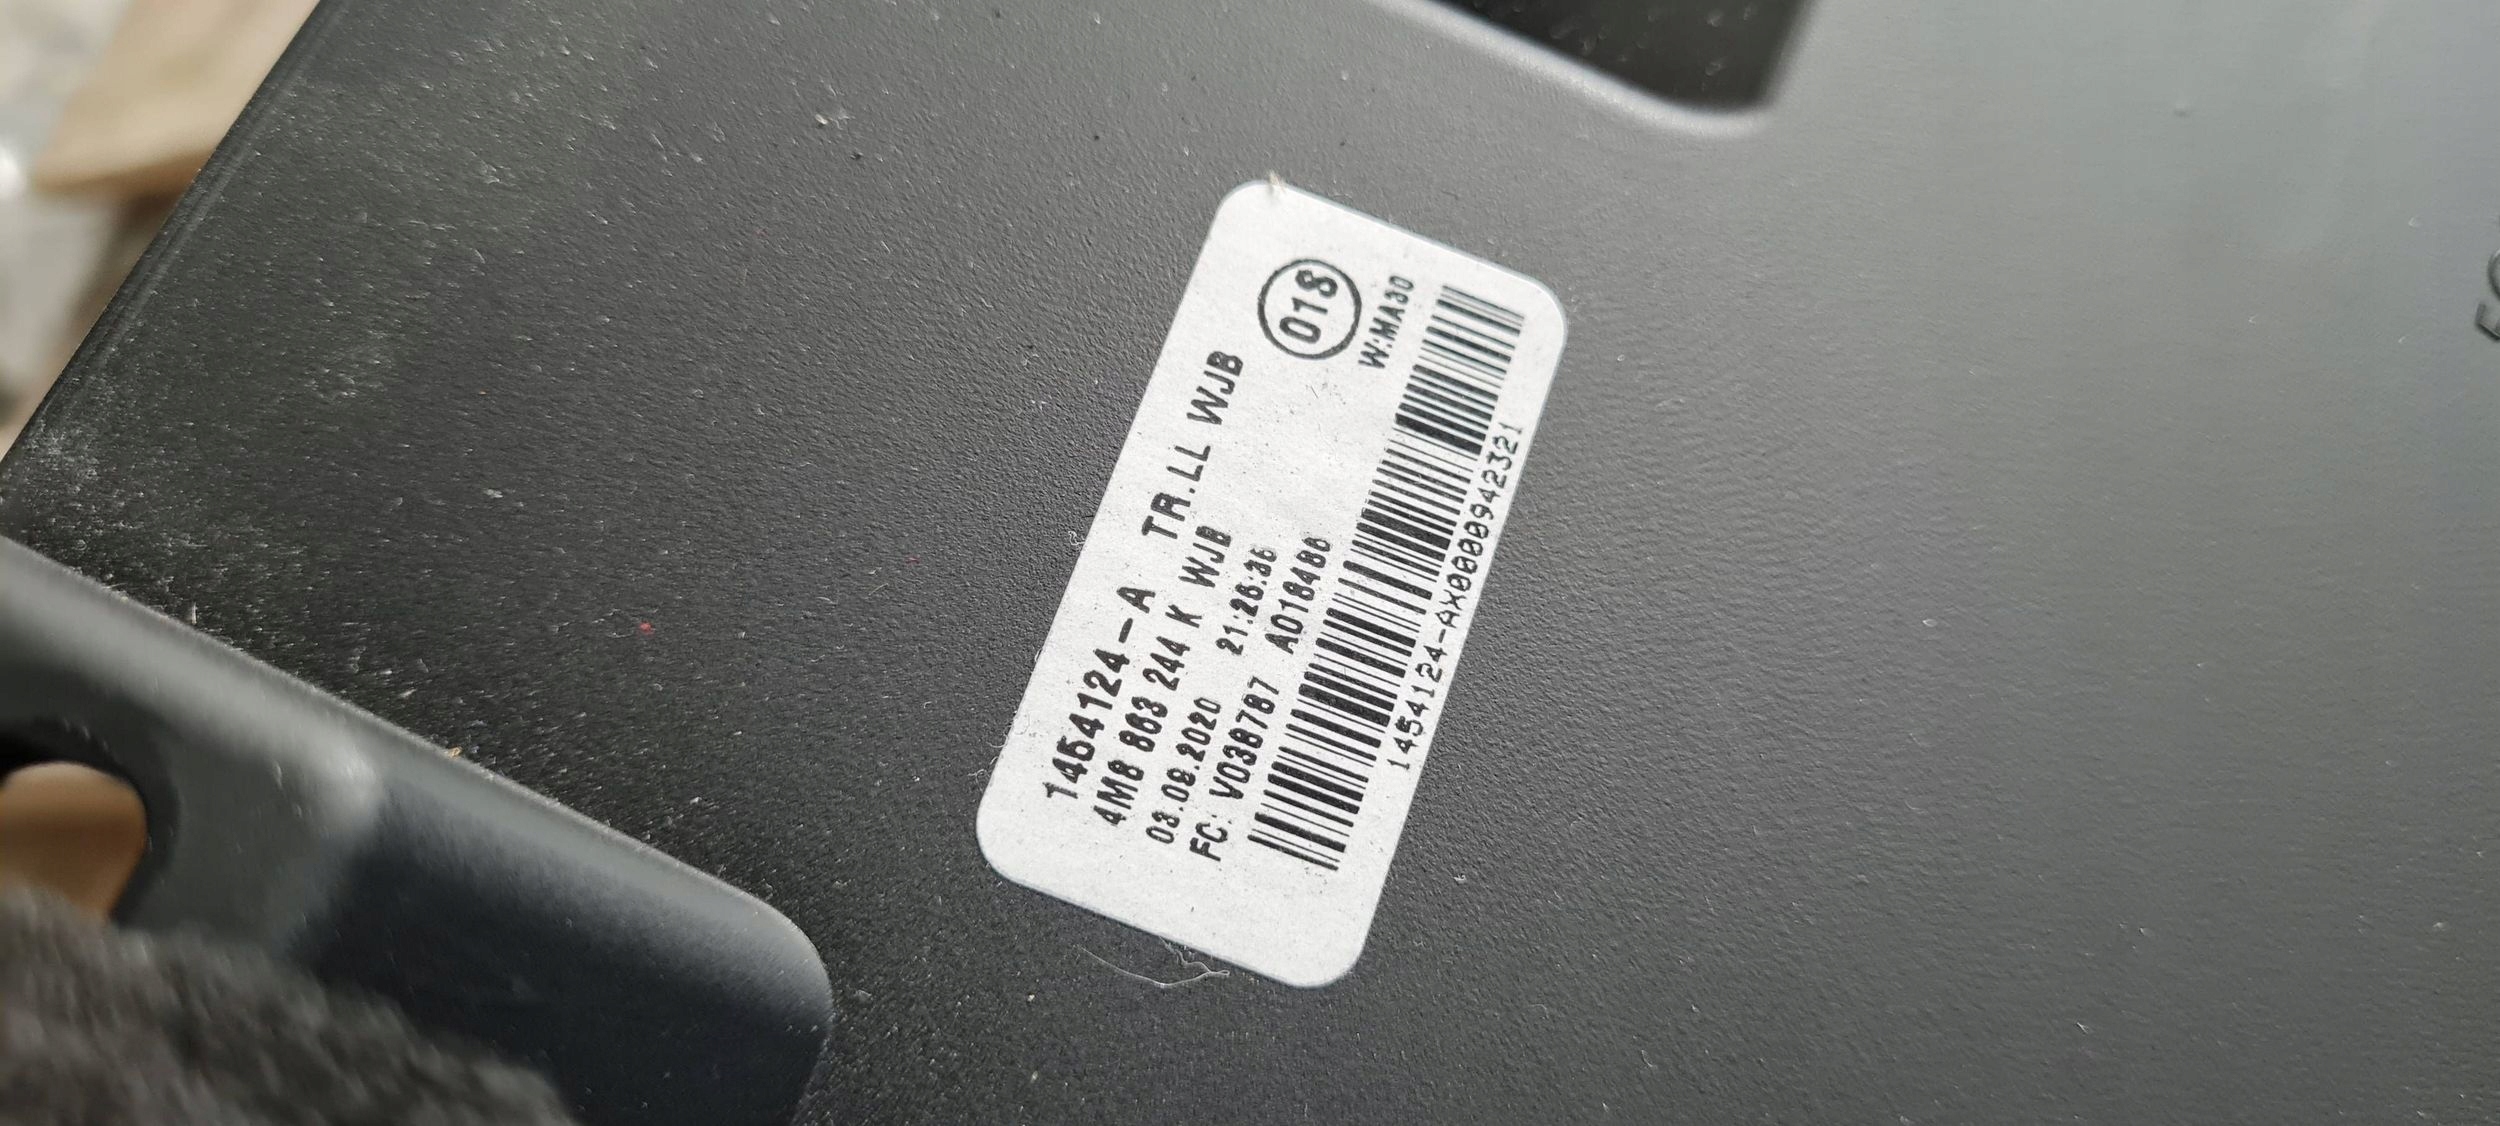 1454124-A TR.LL WJB
4M8 863 244 K WJB
018
03.09.2020 21:26:36
W:MA30
FC: V038787 A018486
1454124-AX0000942321